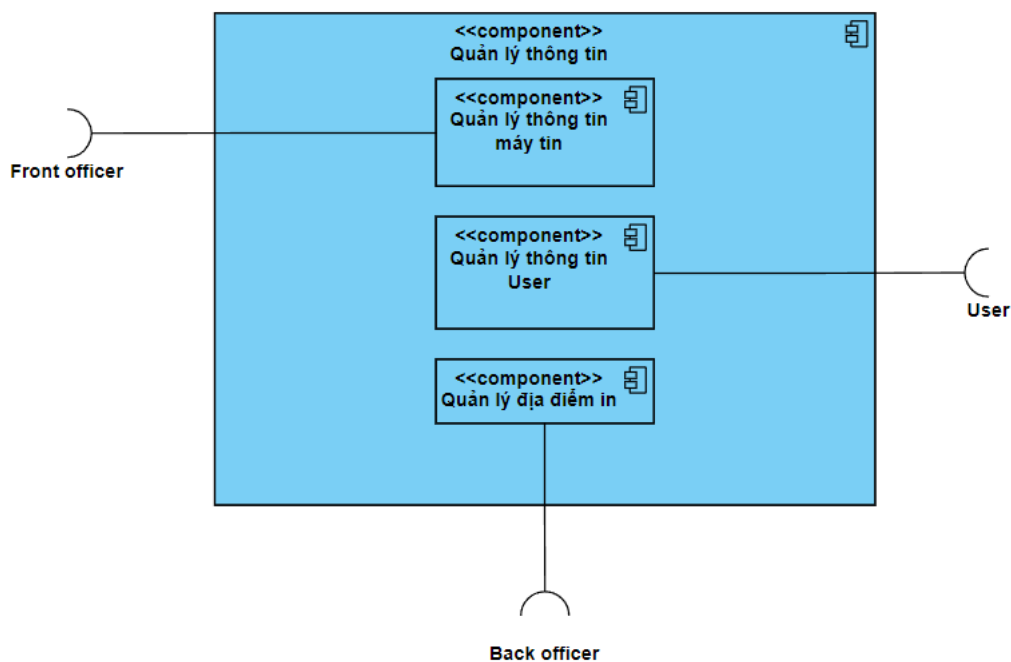 <<component>>
Quản lý thông tin
<<component>>
Quản lý thông tin
máy tin
Front officer
<<component>>
Quản lý thông tin
User
User
<<component>>
Quản lý địa điểm in
Back officer